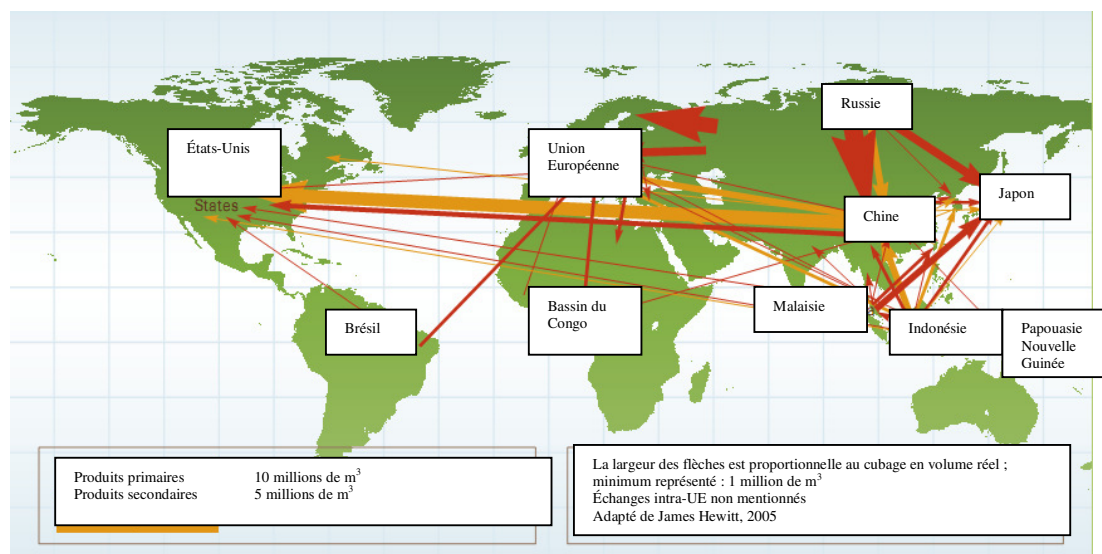 Russie
États-Unis
Union
Européenne
Japon
States
Chine
Bassin du
Congo
Malaisie
Brésil
Indonésie
Papouasie
Nouvelle
Guinée
Produits primaires 10 millions de m³
Produits secondaires 5 millions de m³
La largeur des flèches est proportionnelle au cubage en volume réel ;
minimum représenté : 1 million de m³
Échanges intra-UE non mentionnés
Adapté de James Hewitt, 2005